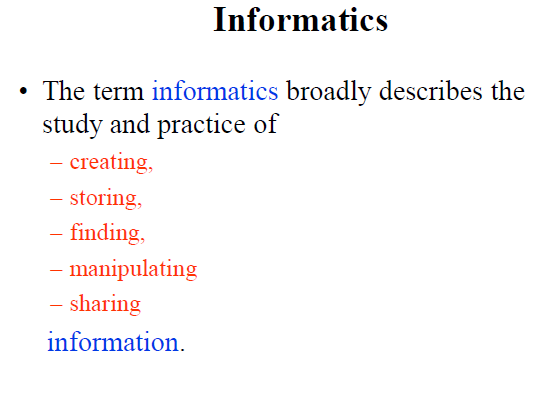 Informatics
• The term informatics broadly describes the
study and practice of
– creating,
– storing,
– finding,
– manipulating
– sharing
information.